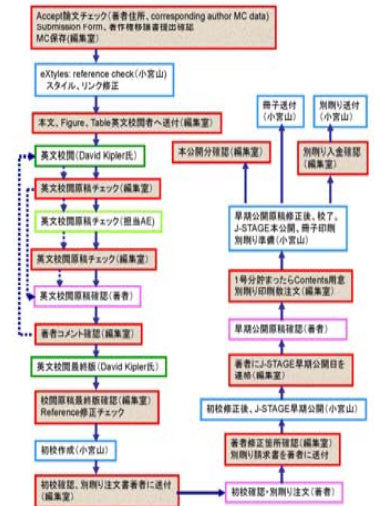 Accept論文チェック(著者住所、corresponding author MC data)
Submission Form、著作権移譲書提出確認
MC保存(編集室)
eXtyles: reference check(小宮山)
スタイル、リンク修正
本文、Figure、Table英文校閲者へ送付(編集室)
英文校閲(David Kipler氏)
英文校閲原稿チェック(編集室)
英文校閲原稿チェック(担当AE)
英文校閲原稿チェック(編集室)
英文校閲原稿確認(著者)
著者コメント確認(編集室)
英文校閲最終版(David Kipler氏)
校閲原稿最終版確認(編集室)
Reference修正チェック
初校作成(小宮山)
初校確認、別刷り注文書著者に送付
(編集室)
初校確認・別刷り注文(著者)
著者修正箇所確認(編集室)
別刷り請求書を著者に送付
初校修正後、J-STAGE早期公開(小宮山)
著者にJ-STAGE早期公開日を
連絡(編集室)
早期公開原稿確認(著者)
1号分貯まったらContents用意
別刷り印刷数注文(編集室)
早期公開原稿修正後、校了。
J-STAGE本公開、冊子印刷
別刷り準備(小宮山)
本公開分確認(編集室)
冊子送付
(小宮山)
別刷り入金確認(編集室)
別刷り送付
(小宮山)